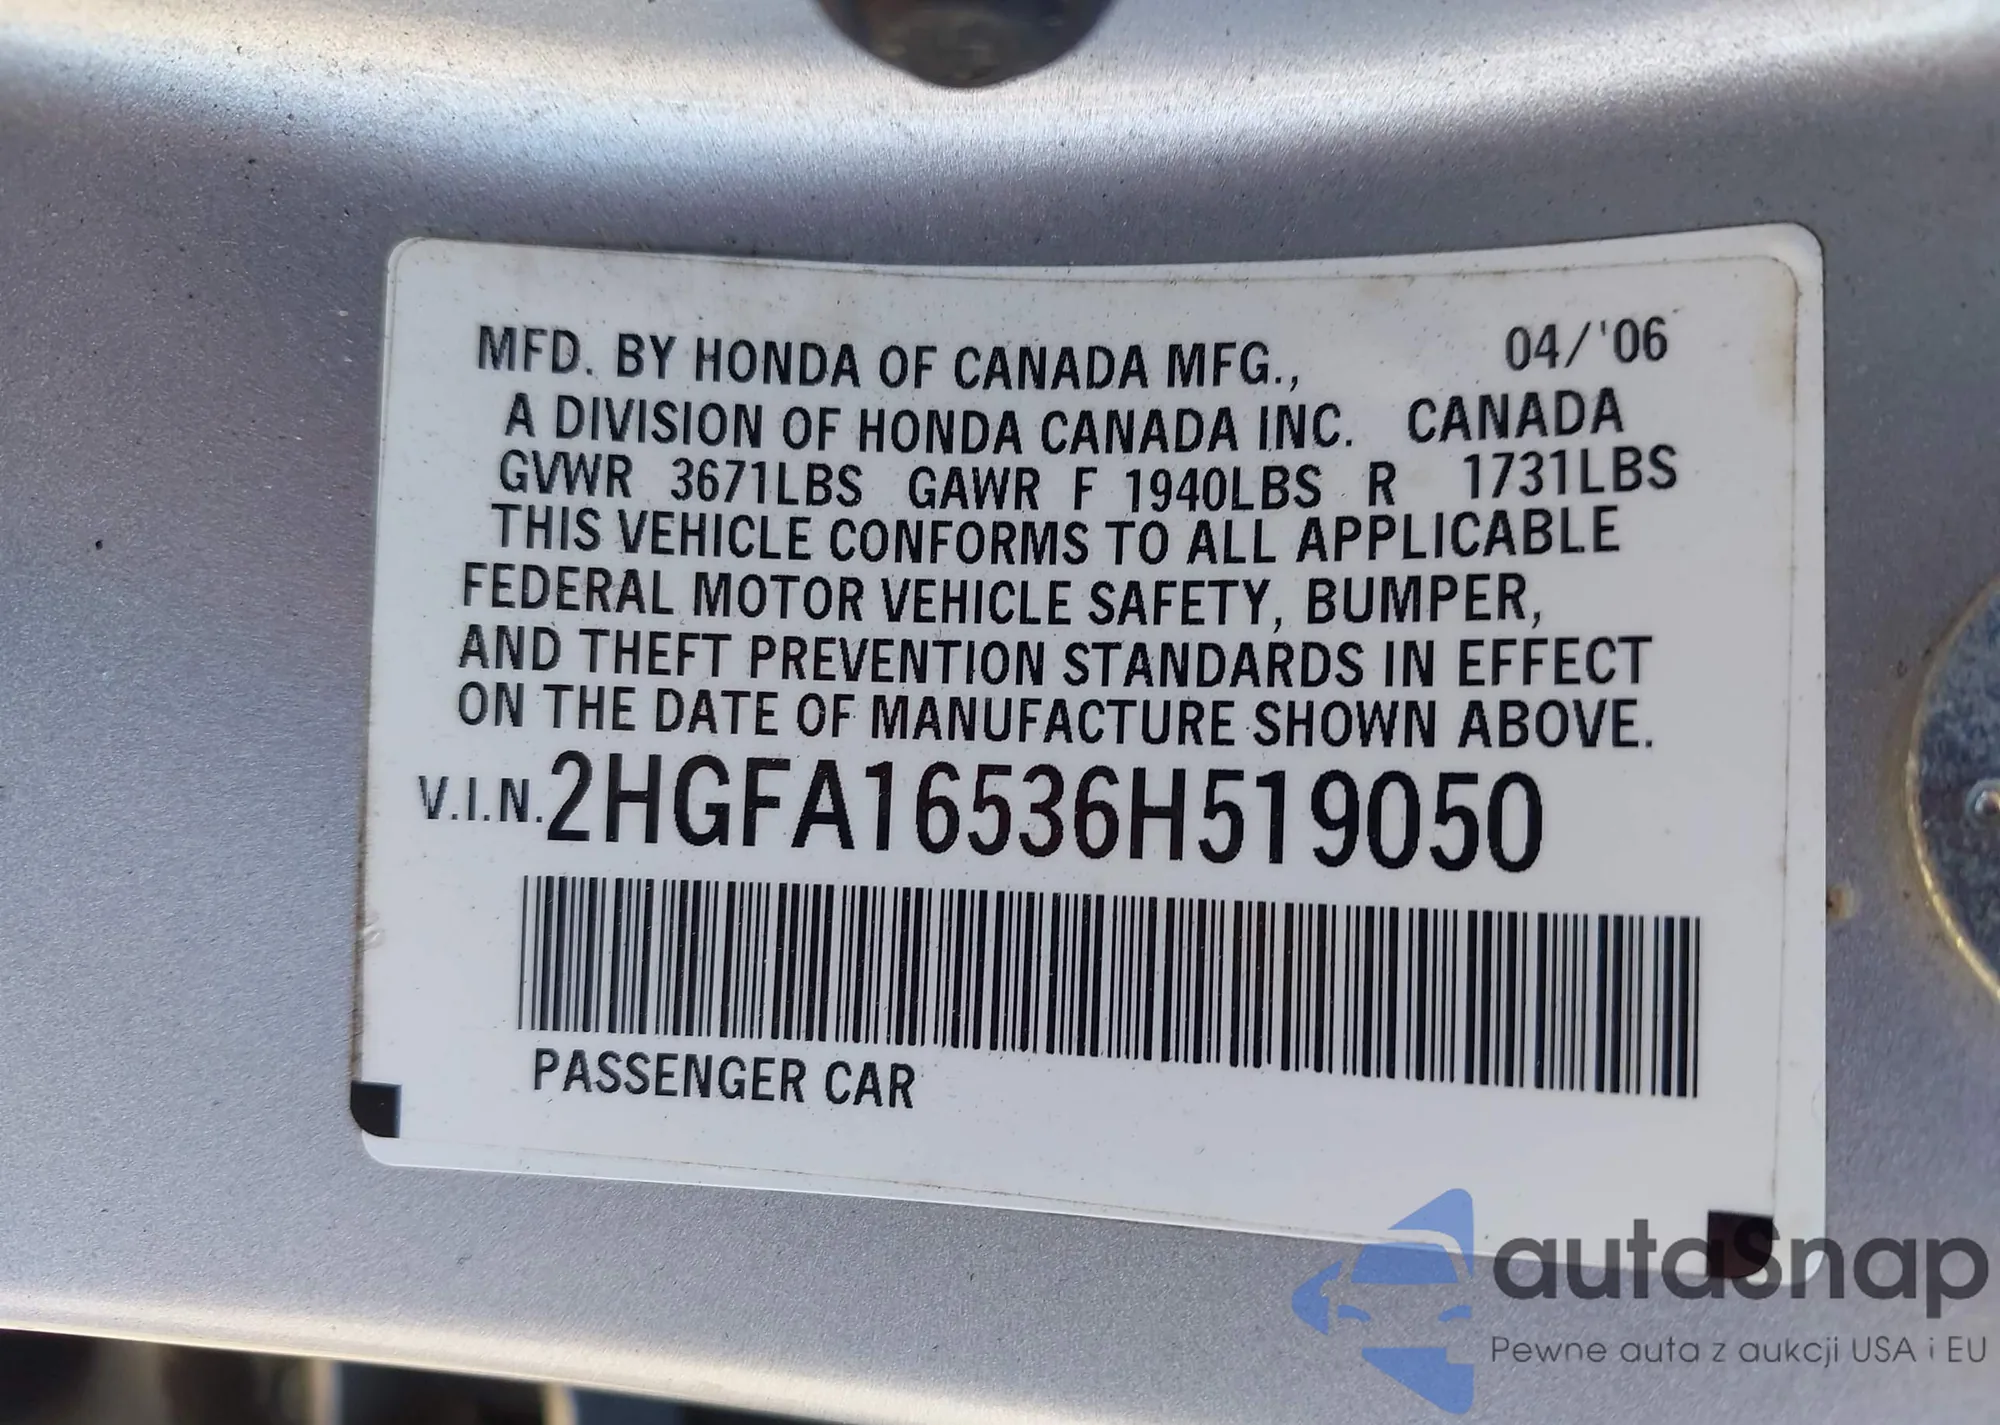 MFD. BY HONDA OF CANADA MFG., 04/'06
A DIVISION OF HONDA CANADA INC. CANADA
GVWR 3671LBS GAWR F 1940LBS R 1731LBS
THIS VEHICLE CONFORMS TO ALL APPLICABLE
FEDERAL MOTOR VEHICLE SAFETY, BUMPER,
AND THEFT PREVENTION STANDARDS IN EFFECT
ON THE DATE OF MANUFACTURE SHOWN ABOVE.
V.I.N. 2HGFA16536H519050
PASSENGER CAR
autaSnap
Pewne auta z aukcji USA i EU